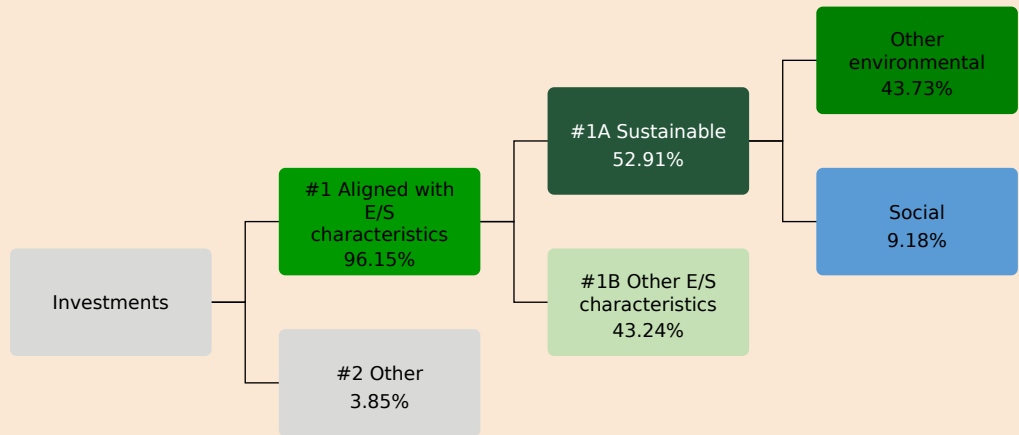 Investments
#1 Aligned with
E/S
characteristics
96.15%
#2 Other
3.85%
#1A Sustainable
52.91%
#1B Other E/S
characteristics
43.24%
Other
environmental
43.73%
Social
9.18%